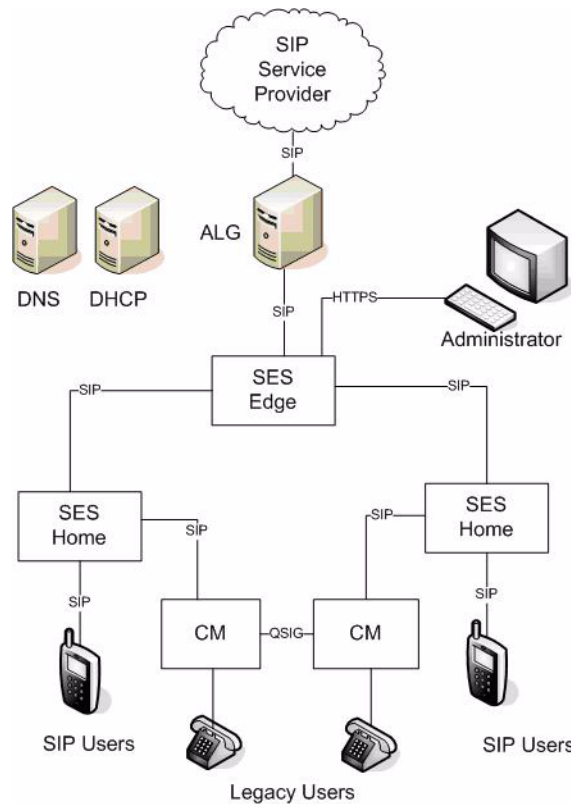 SIP
Service
Provider
SIP
ALG
DNS
DHCP
SIP
HTTPS
Administrator
SES
Edge
SIP
SIP
SES
Home
SES
Home
SIP
SIP
SIP
SIP
CM
QSIG
CM
SIP Users
SIP Users
Legacy Users